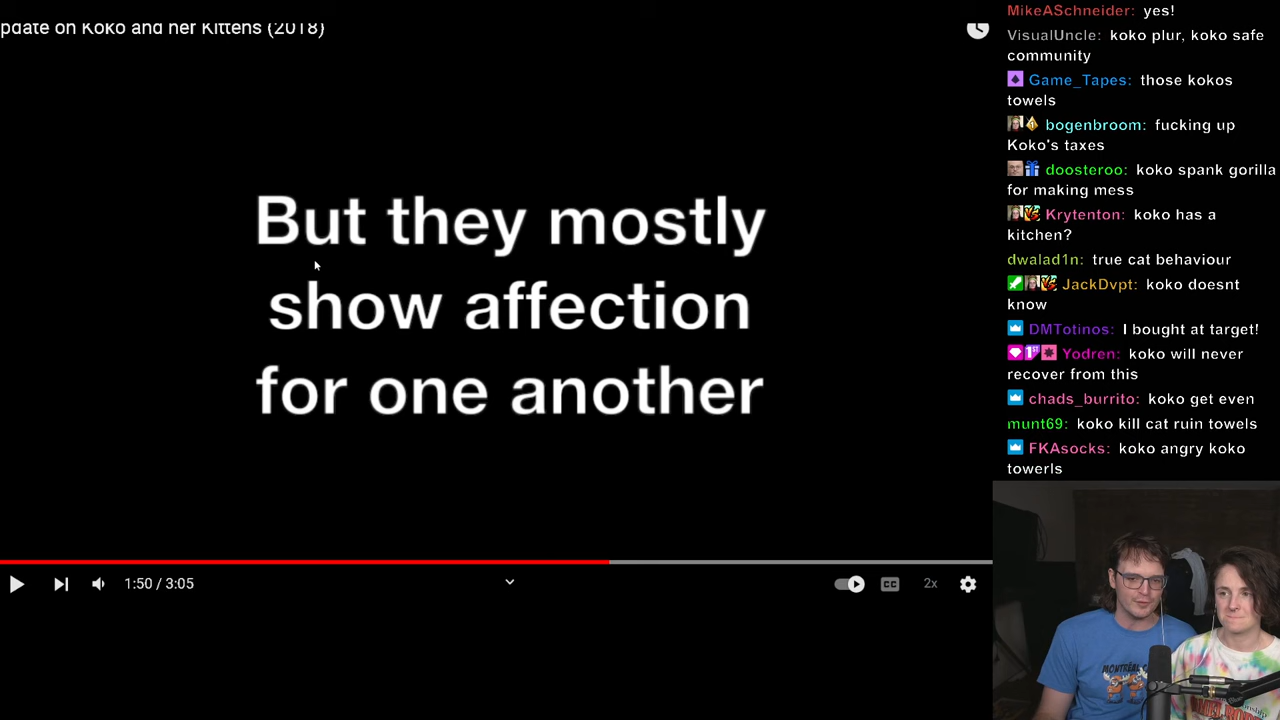 pdate on Koko and her Kittens (2018)
But they mostly
show affection
for one another
1:50 / 3:05
CC
2x
MikeASchneider: yes!
VisualUncle: koko plur, koko safe
community
Game_Tapes: those kokos
towels
bogenbroom: fucking up
Koko's taxes
doosteroo: koko spank gorilla
for making mess
Krytenton: koko has a
kitchen?
dwalad1n: true cat behaviour
JackDvpt: koko doesnt
know
DMTotinos: I bought at target!
Yodren: koko will never
recover from this
chads_burrito: koko get even
munt69: koko kill cat ruin towels
FKAsocks: koko angry koko
towerls
MONTRÉAL